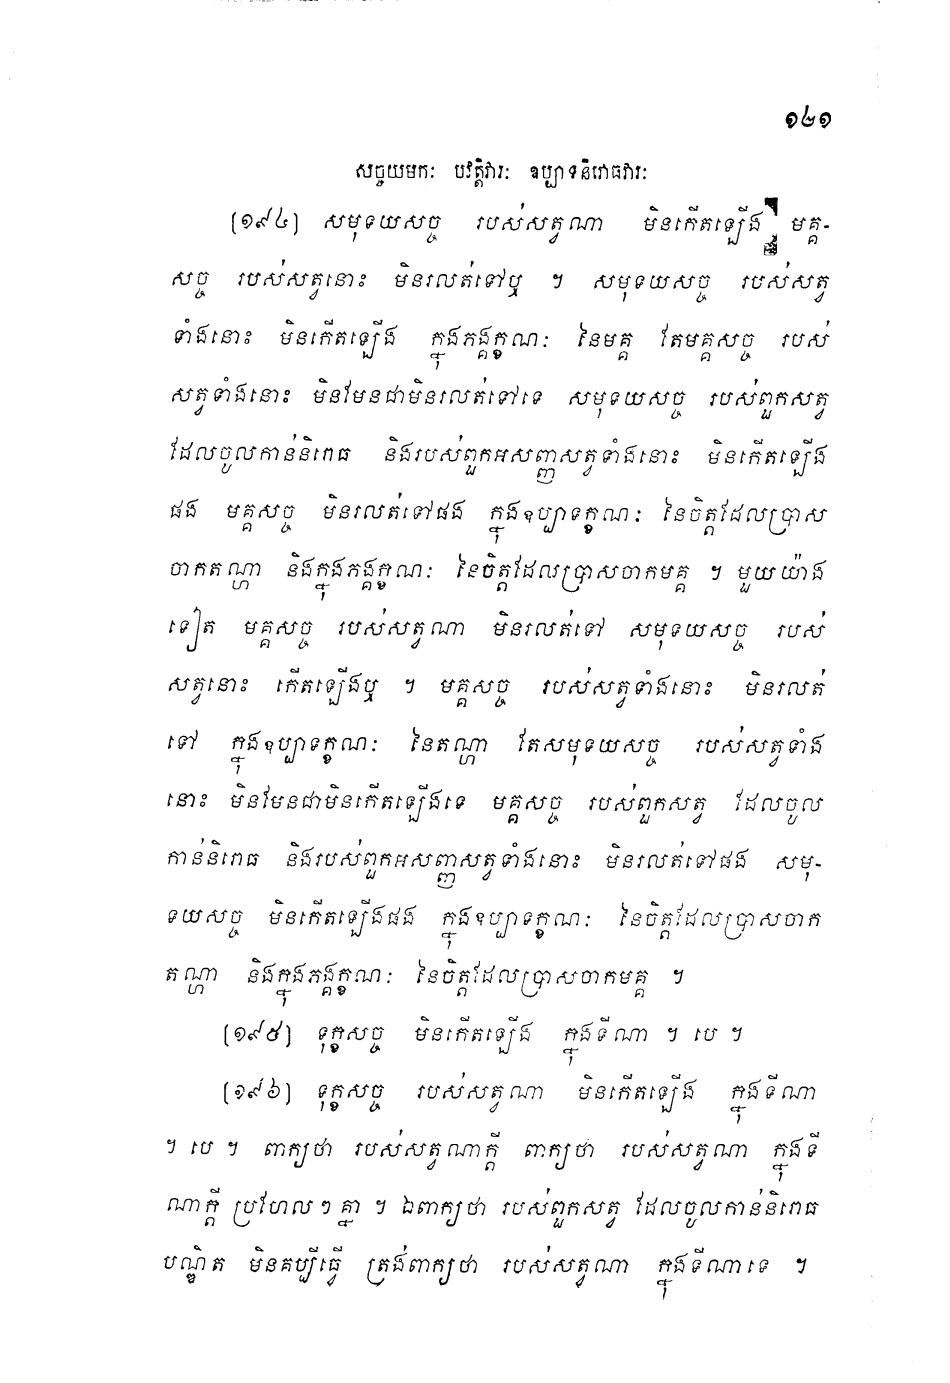 ១៤១
សច្ចយមកៈ បវត្តិវារៈ ឧប្បាទនិរោធវារៈ
[១៩៤] សមុទយសច្ច របស់សត្វណា មិនកើតឡើង មគ្គ-
សច្ច របស់សត្វនោះ មិនរលត់ទៅឬ ។ សមុទយសច្ច របស់សត្វ
ទាំងនោះ មិនកើតឡើង ក្នុងភង្គក្ខណៈ នៃមគ្គ តែមគ្គសច្ច របស់
សត្វទាំងនោះ មិនមែនជាមិនរលត់ទៅទេ សមុទយសច្ច របស់ពួកសត្វ
ដែលចូលកាន់និរោធ និងរបស់ពួកអសញ្ញសត្វទាំងនោះ មិនកើតឡើង
ផង មគ្គសច្ច មិនរលត់ទៅផង ក្នុងឧប្បាទក្ខណៈ នៃចិត្តដែលប្រាស
ចាកតណ្ហា និងក្នុងភង្គក្ខណៈ នៃចិត្តដែលប្រាសចាកមគ្គ ។ មួយយ៉ាង
ទៀត មគ្គសច្ច របស់សត្វណា មិនរលត់ទៅ សមុទយសច្ច របស់
សត្វនោះ កើតឡើងឬ ។ មគ្គសច្ច របស់សត្វទាំងនោះ មិនរលត់
ទៅ ក្នុងឧប្បាទក្ខណៈ នៃតណ្ហា តែសមុទយសច្ច របស់សត្វទាំង
នោះ មិនមែនជាមិនកើតឡើងទេ មគ្គសច្ច របស់ពួកសត្វ ដែលចូល
កាន់និរោធ និងរបស់ពួកអសញ្ញសត្វទាំងនោះ មិនរលត់ទៅផង សមុ-
ទយសច្ច មិនកើតឡើងផង ក្នុងឧប្បាទក្ខណៈ នៃចិត្តដែលប្រាសចាក
តណ្ហា និងក្នុងភង្គក្ខណៈ នៃចិត្តដែលប្រាសចាកមគ្គ ។
[១៩៥] ទុក្ខសច្ច មិនកើតឡើង ក្នុងទីណា ។ បេ ។
[១៩៦] ទុក្ខសច្ច របស់សត្វណា មិនកើតឡើង ក្នុងទីណា
។ បេ ។ ពាក្យថា របស់សត្វណាក្តី ពាក្យថា របស់សត្វណា ក្នុងទី
ណាក្តី ប្រហែលៗគ្នា ។ ឯពាក្យថា របស់ពួកសត្វ ដែលចូលកាន់និរោធ
បណ្ឌិត មិនគប្បីធ្វើ ត្រង់ពាក្យថា របស់សត្វណា ក្នុងទីណាទេ ។